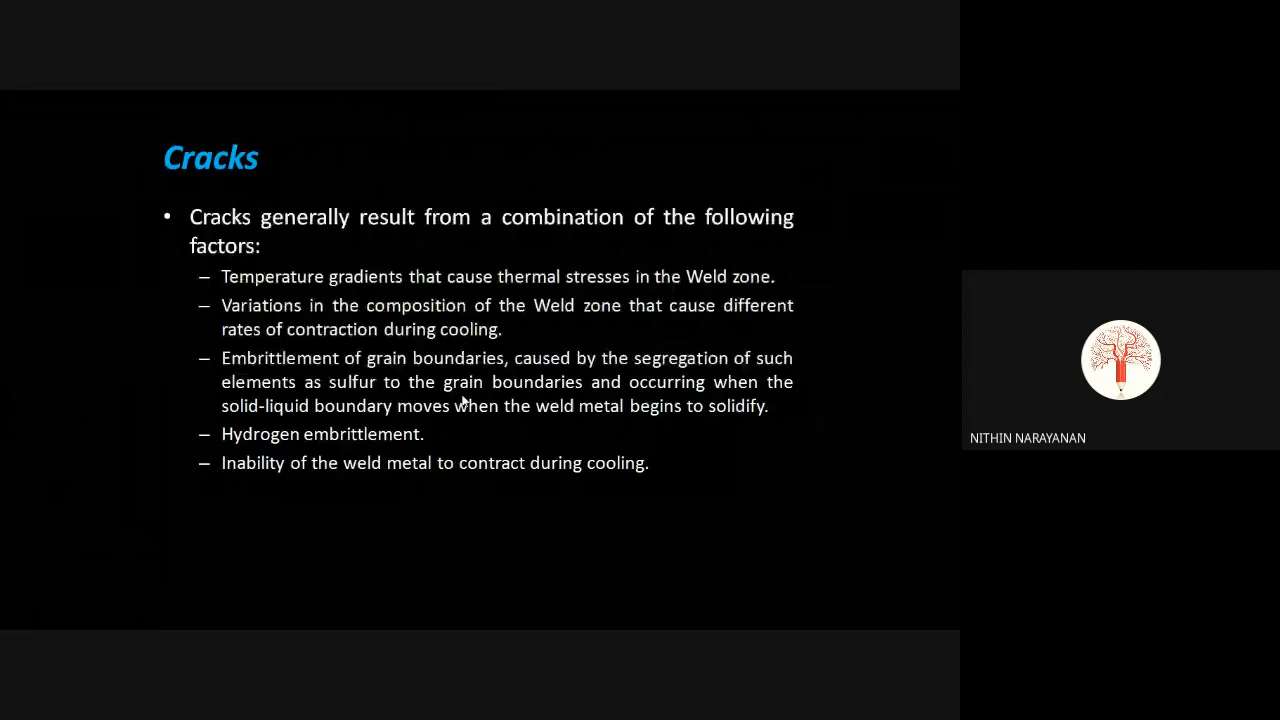 Cracks
• Cracks generally result from a combination of the following
factors:
– Temperature gradients that cause thermal stresses in the Weld zone.
– Variations in the composition of the Weld zone that cause different
rates of contraction during cooling.
– Embrittlement of grain boundaries, caused by the segregation of such
elements as sulfur to the grain boundaries and occurring when the
solid-liquid boundary moves when the weld metal begins to solidify.
– Hydrogen embrittlement.
– Inability of the weld metal to contract during cooling.
NITHIN NARAYANAN